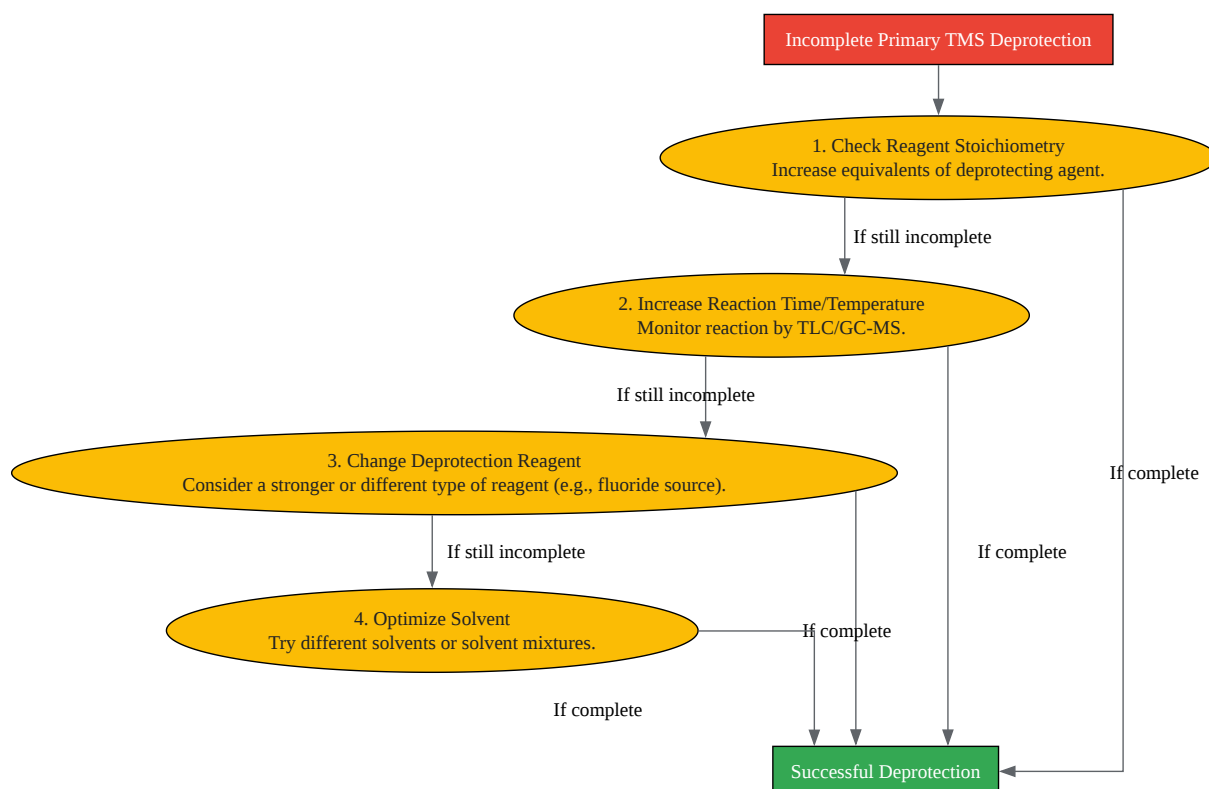 Incomplete Primary TMS Deprotection
1. Check Reagent Stoichiometry
Increase equivalents of deprotecting agent.
If still incomplete
2. Increase Reaction Time/Temperature
Monitor reaction by TLC/GC-MS.
If still incomplete
3. Change Deprotection Reagent
Consider a stronger or different type of reagent (e.g., fluoride source).
If complete
If still incomplete
If complete
4. Optimize Solvent
Try different solvents or solvent mixtures.
If complete
If complete
Successful Deprotection